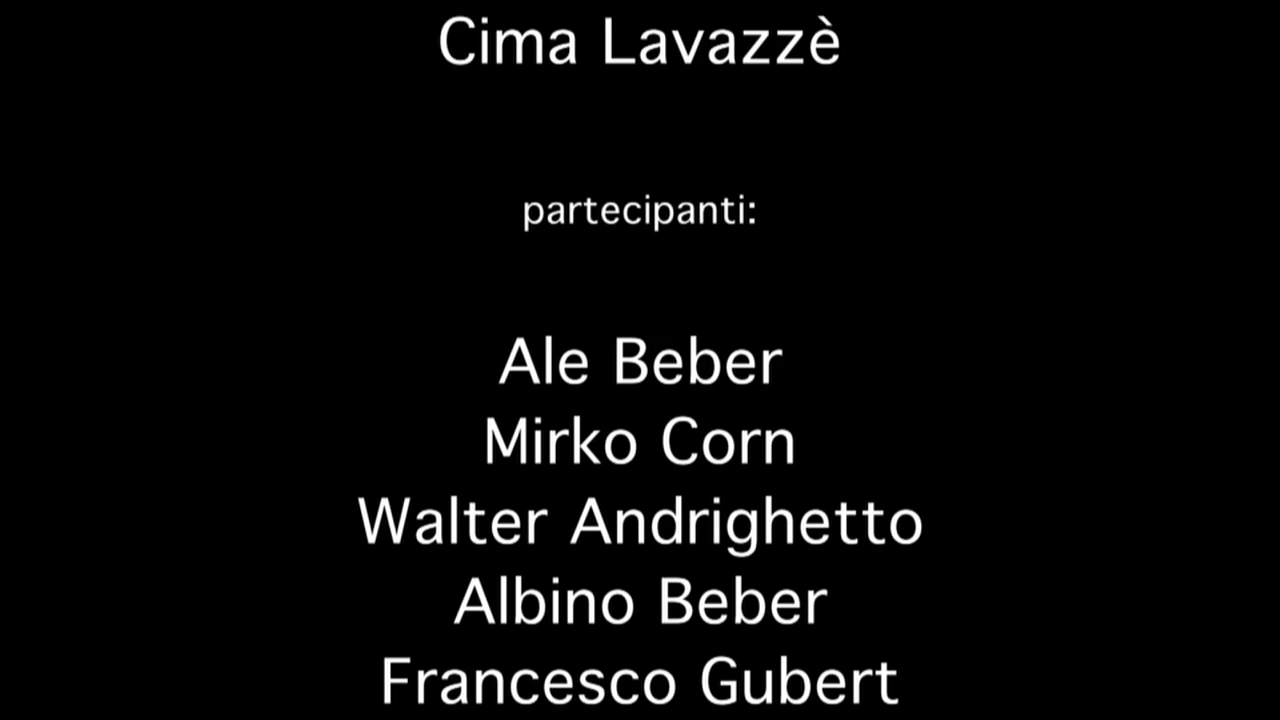 Cima Lavazzè
partecipanti:
Ale Beber
Mirko Corn
Walter Andrighetto
Albino Beber
Francesco Gubert